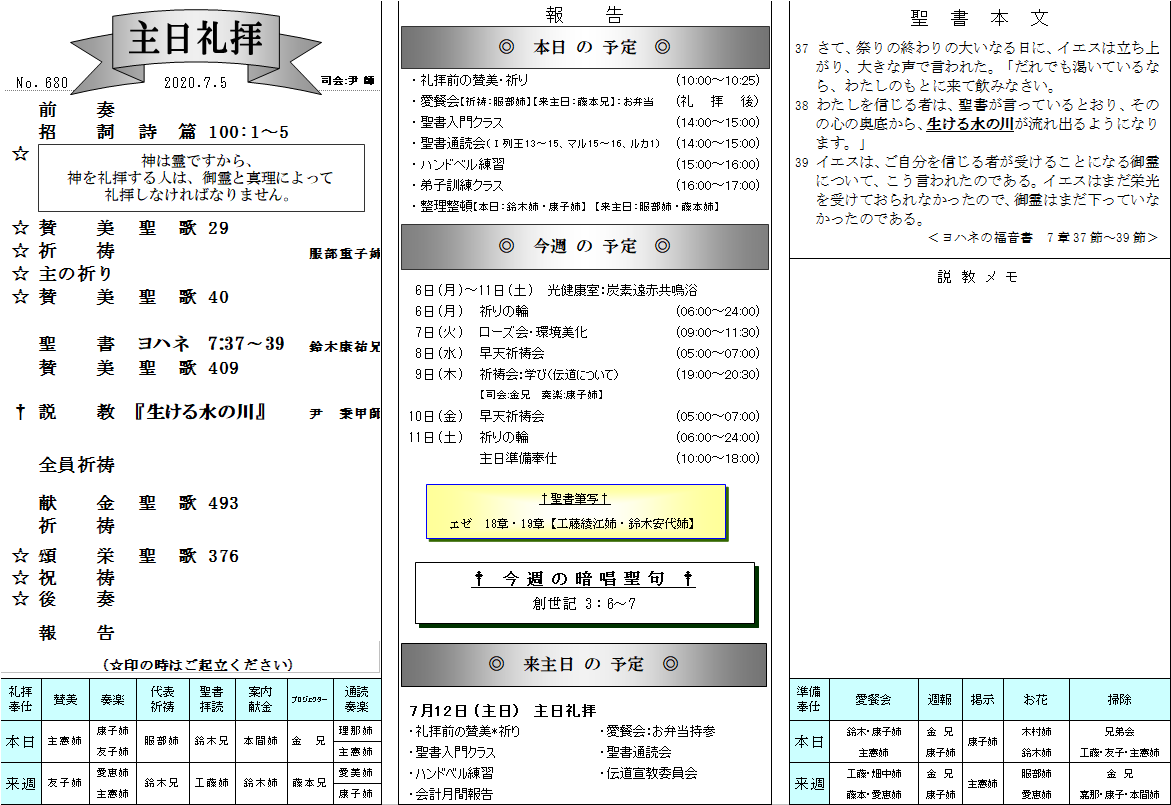 主日礼拝
No. 680
2020.7.5
司会:尹 師
前 奏
招 詞 詩 篇 100:1～5
☆
神は霊ですから、
神を礼拝する人は、御霊と真理によって
礼拝しなければなりません。
☆ 賛 美 聖 歌 29
☆ 祈 祷 服部重子姉
☆ 主の祈り
☆ 賛 美 聖 歌 40
聖 書 ヨハネ 7:37～39 鈴木康祐兄
賛 美 聖 歌 409
✝ 説 教 『生ける水の川』 尹 秉甲師
全員祈祷
献 金 聖 歌 493
祈 祷
☆ 頌 栄 聖 歌 376
☆ 祝 祷
☆ 後 奏
報 告
(☆印の時はご起立ください)
礼拝奉仕 賛美 奏楽 代表祈祷 聖書拝読 案内献金 プロジェクター 通読奏楽
本日 主憲姉 康子姉 友子姉 服部姉 鈴木兄 本間姉 金 兄 理那姉 主憲姉
来週 友子姉 愛恵姉 主憲姉 鈴木兄 工藤姉 鈴木姉 藤本兄 愛美姉 康子姉
報 告
◎ 本日 の 予定 ◎
・礼拝前の賛美・祈り (10:00～10:25)
・愛餐会【祈祷:服部姉】【来主日:藤本兄】:お弁当 (礼 拝 後)
・聖書入門クラス (14:00～15:00)
・聖書通読会(Ⅰ列王13～15、マル15～16、ルカ1) (14:00～15:00)
・ハンドベル練習 (15:00～16:00)
・弟子訓練クラス (16:00～17:00)
・整理整頓【本日:鈴木姉・康子姉】【来主日:服部姉・藤本姉】
◎ 今週 の 予定 ◎
6日(月)～11日(土) 光健康室:炭素遠赤共鳴浴
6日(月) 祈りの輪 (06:00～24:00)
7日(火) ローズ会・環境美化 (09:00～11:30)
8日(水) 早天祈祷会 (05:00～07:00)
9日(木) 祈祷会:学び(伝道について) (19:00～20:30)
【司会:金兄 奏楽:康子姉】
10日(金) 早天祈祷会 (05:00～07:00)
11日(土) 祈りの輪 (06:00～24:00)
主日準備奉仕 (10:00～18:00)
†聖書筆写†
エゼ 18章・19章【工藤綾江姉・鈴木安代姉】
✝ 今週の暗唱聖句 ✝
創世記 3:6～7
◎ 来主日 の 予定 ◎
7月12日(主日) 主日礼拝
・礼拝前の賛美*祈り ・愛餐会:お弁当持参
・聖書入門クラス ・聖書通読会
・ハンドベル練習 ・伝道宣教委員会
・会計月間報告
聖 書 本 文
37 さて、祭りの終わりの大いなる日に、イエスは立ち上
がり、大きな声で言われた。「だれでも渇いているな
ら、わたしのもとに来て飲みなさい。
38 わたしを信じる者は、聖書が言っているとおり、その
の心の奥底から、生ける水の川が流れ出るようになり
ます。」
39 イエスは、ご自分を信じる者が受けることになる御霊
について、こう言われたのである。イエスはまだ栄光
を受けておられなかったので、御霊はまだ下っていな
かったのである。
＜ヨハネの福音書 7章37節～39節＞
説 教 メ モ
準備奉仕 愛餐会 週報 掲示 お花 掃除
本日 鈴木・康子姉 主憲姉 金 兄 康子姉 康子姉 木村姉 鈴木姉 兄弟会 工藤・友子・主憲姉
来週 工藤・畑中姉 藤本・愛恵姉 金 兄 康子姉 主憲姉 服部姉 愛恵姉 金 兄 嘉那・康子・本間姉